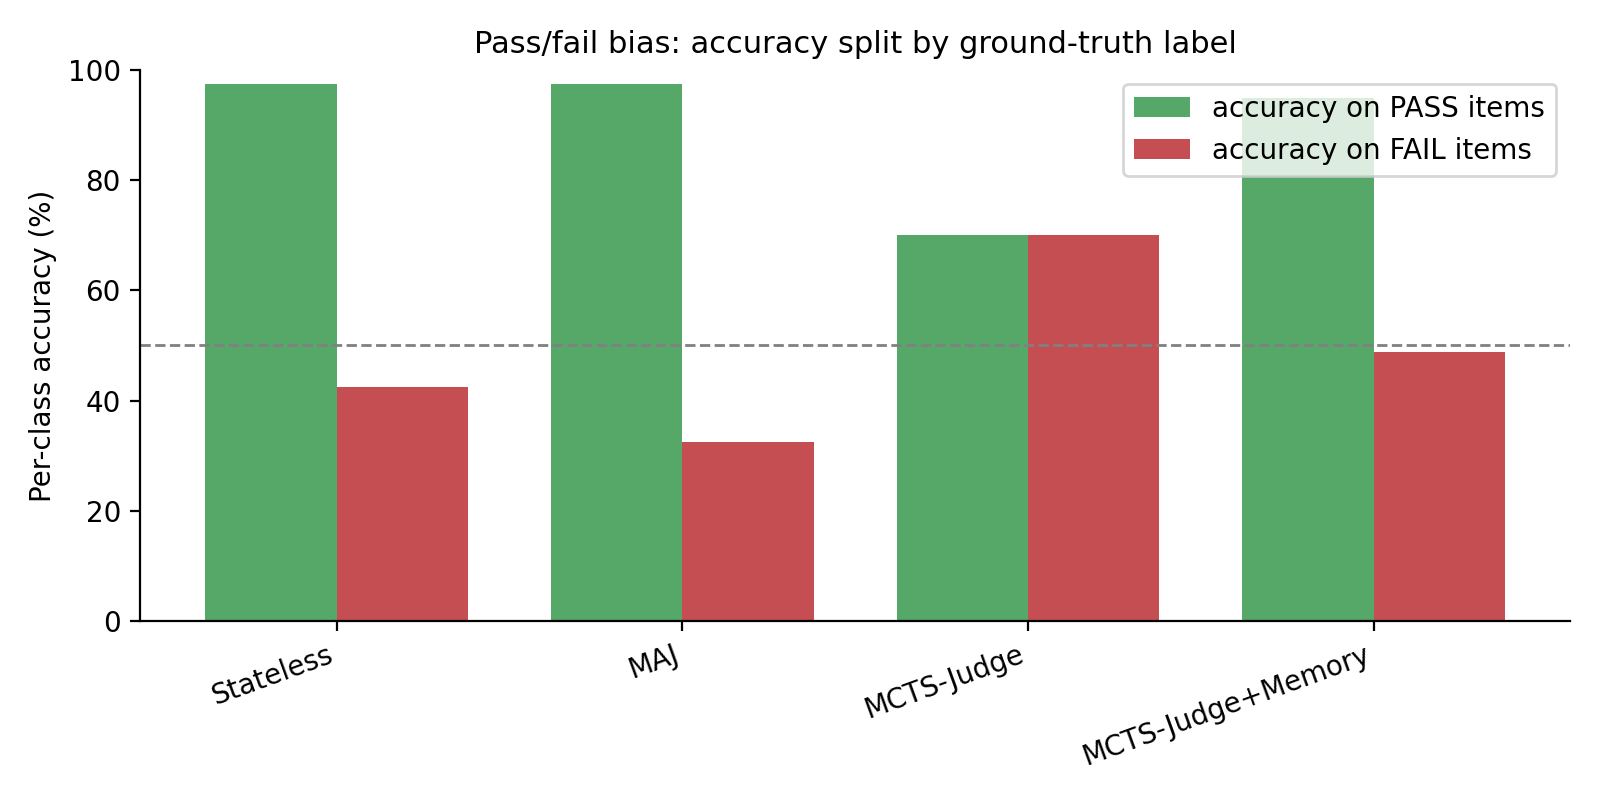 Pass/fail bias: accuracy split by ground-truth label
accuracy on PASS items
accuracy on FAIL items
Per-class accuracy (%)
100
80
60
40
20
0
Stateless
MAJ
MCTS-Judge
MCTS-Judge+Memory